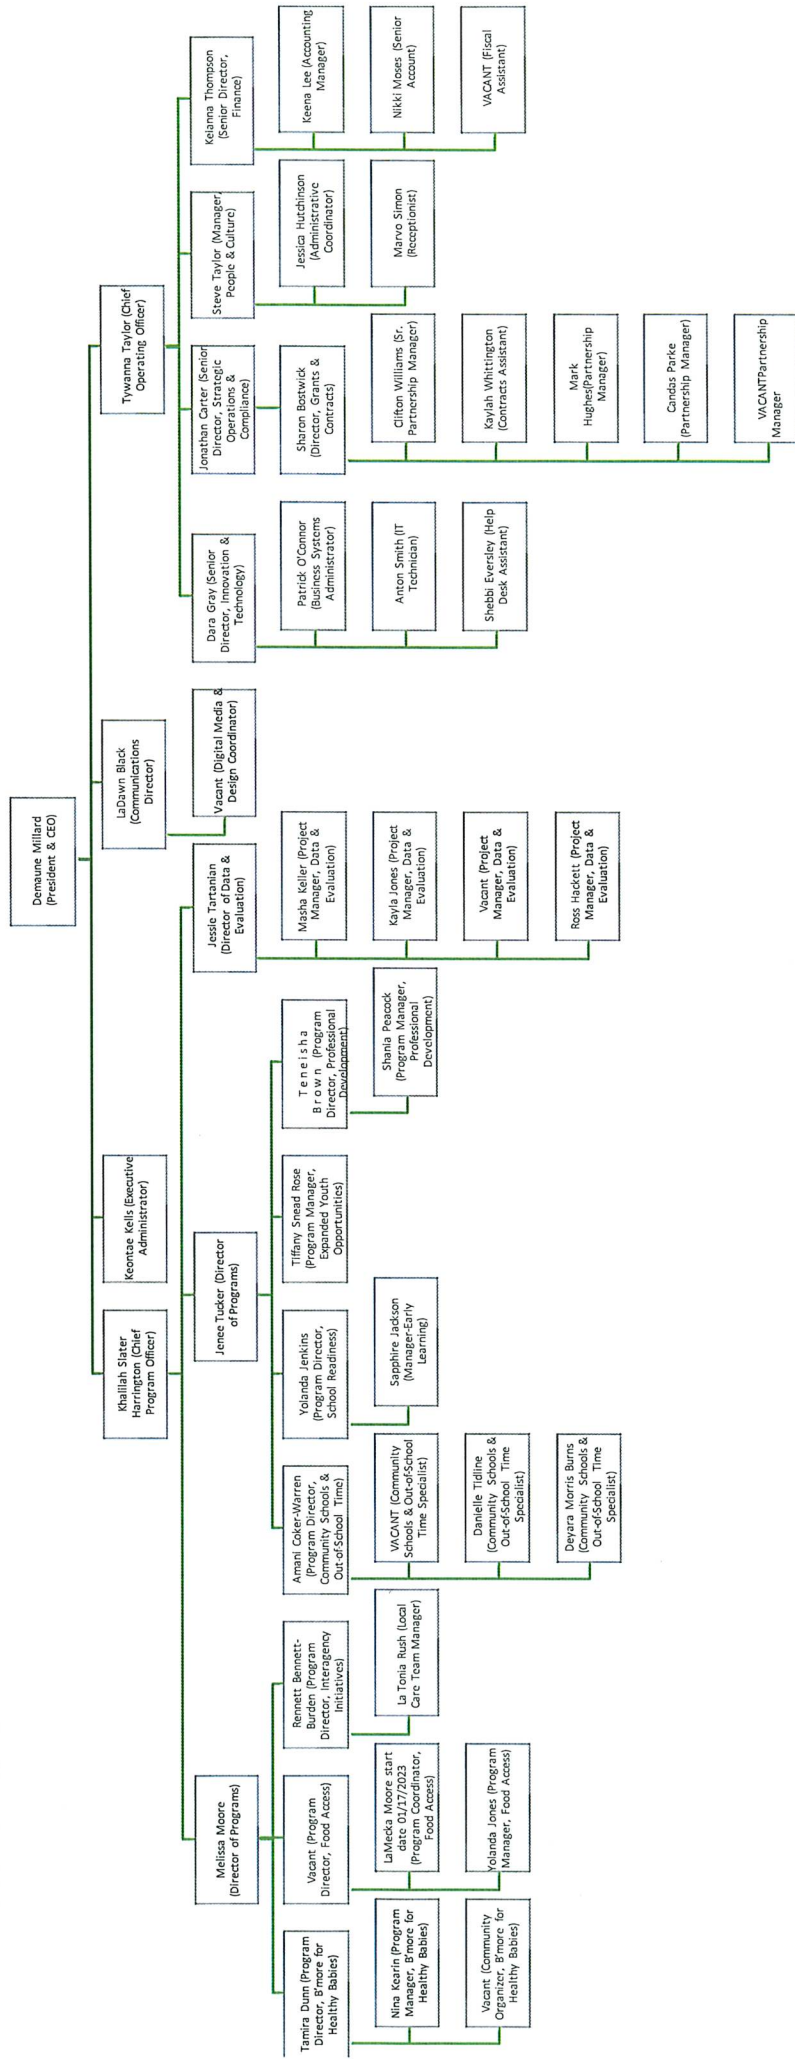 Demaune Millard
(President & CEO)
Khalilah Slater
Harrington (Chief
Program Officer)
Keontae Kells (Executive
Administrator)
LaDawn Black
(Communications
Director)
Tywanna Taylor (Chief
Operating Officer)
Melissa Moore
(Director of Programs)
Jenee Tucker (Director
of Programs)
Jessie Tartanian
(Director of Data &
Evaluation)
Vacant (Digital Media &
Design Coordinator)
Dara Gray (Senior
Director, Innovation &
Technology)
Jonathan Carter (Senior
Director, Strategic
Operations &
Compliance)
Steve Taylor (Manager,
People & Culture)
Kelanna Thompson
(Senior Director,
Finance)
Tamira Dunn (Program
Director, B'more for
Healthy Babies)
Vacant (Program
Director, Food Access)
Rennett Bennett-
Burden (Program
Director, Interagency
Initiatives)
Amani Coker-Warren
(Program Director,
Community Schools &
Out-of-School Time)
Yolanda Jenkins
(Program Director,
School Readiness)
Tiffany Snead Rose
(Program Manager,
Expanded Youth
Opportunities)
Teneisha
Brown (Program
Director, Professional
Development)
Masha Keller (Project
Manager, Data &
Evaluation)
Kayla Jones (Project
Manager, Data &
Evaluation)
Vacant (Project
Manager, Data &
Evaluation)
Ross Hackett (Project
Manager, Data &
Evaluation)
Patrick O'Connor
(Business Systems
Administrator)
Anton Smith (IT
Technician)
Shebbi Eversley (Help
Desk Assistant)
Sharon Bostwick
(Director, Grants &
Contracts)
Jessica Hutchinson
(Administrative
Coordinator)
Marvo Simon
(Receptionist)
Keena Lee (Accounting
Manager)
Nikki Moses (Senior
Account)
VACANT (Fiscal
Assistant)
Nina Kearin (Program
Manager, B'more for
Healthy Babies)
Vacant (Community
Organizer, B'more for
Healthy Babies)
LaMecka Moore start
date 01/17/2023
(Program Coordinator,
Food Access)
Yolanda Jones (Program
Manager, Food Access)
La Tonia Rush (Local
Care Team Manager)
VACANT (Community
Schools & Out-of-School
Time Specialist)
Danielle Tidline
(Community Schools &
Out-of-School Time
Specialist)
Deyara Morris Burns
(Community Schools &
Out-of-School Time
Specialist)
Sapphire Jackson
(Manager-Early
Learning)
Shania Peacock
(Program Manager,
Professional
Development)
Clifton Williams (Sr.
Partnership Manager)
Kaylah Whittington
(Contracts Assistant)
Mark
Hughes(Partnership
Manager)
Candas Parke
(Partnership Manager)
VACANTPartnership
Manager